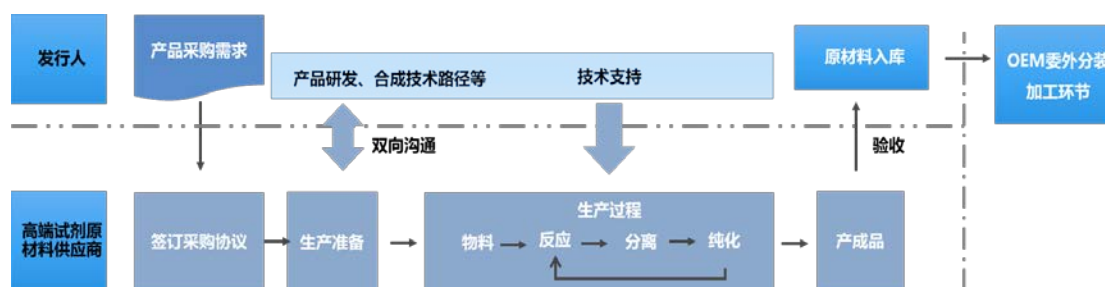 发行人
产品采购需求
产品研发、合成技术路径等
技术支持
原材料入库
OEM委外分装
加工环节
双向沟通
验收
高端试剂原
材料供应商
签订采购协议
生产准备
生产过程
物料
反应
分离
纯化
产成品